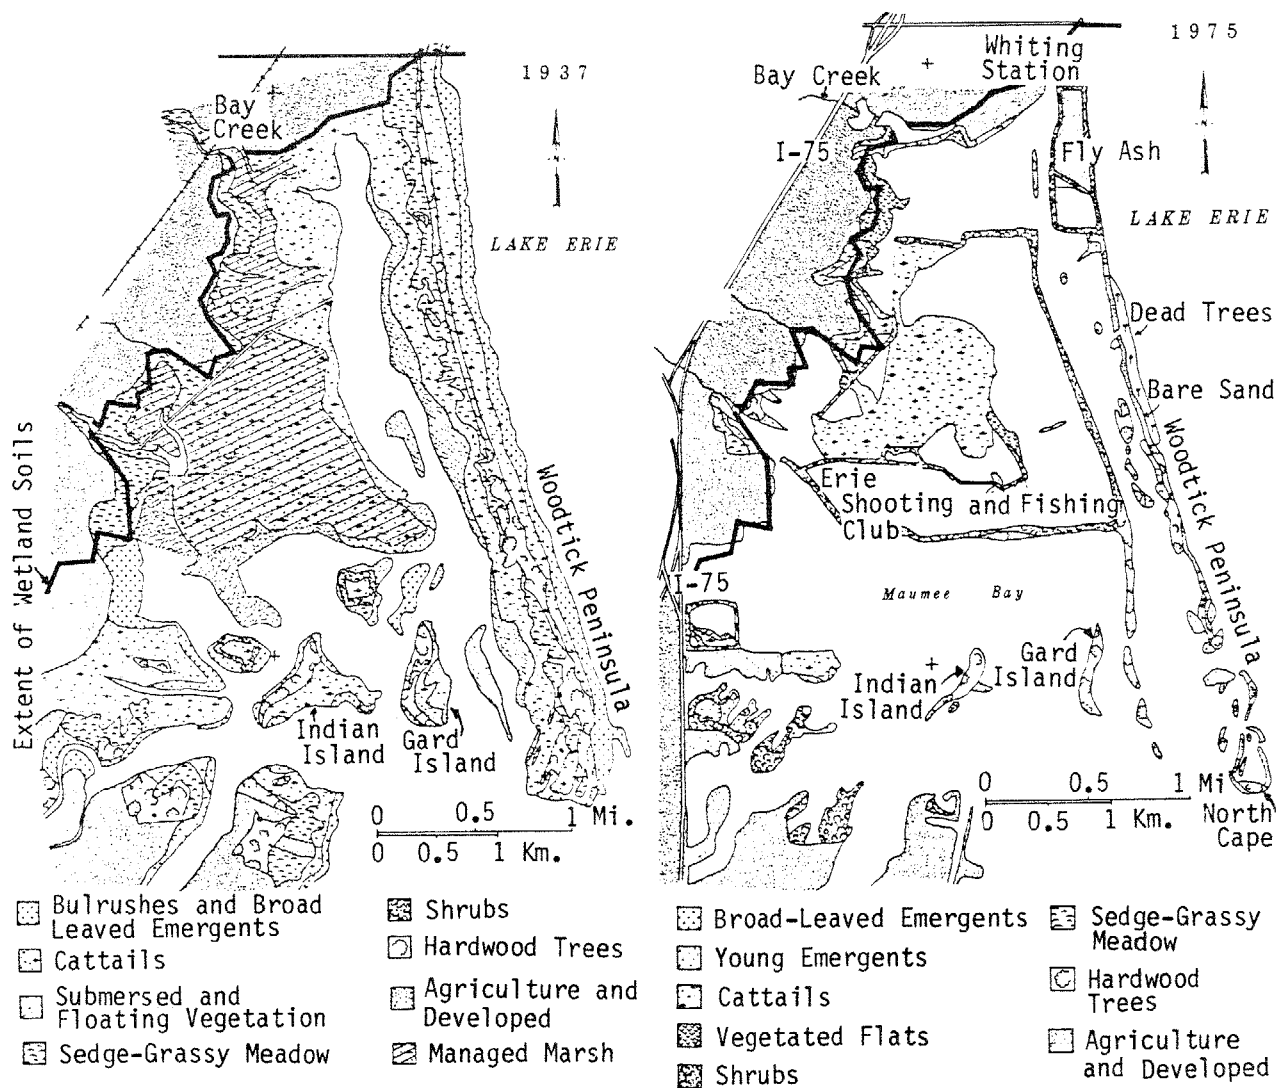 1937
Bay
Creek
LAKE ERIE
Extent of Wetland Soils
Woodtick Peninsula
Indian
Island
Gard
Island
0 0.5 1 Mi.
0 0.5 1 Km.
Bulrushes and Broad
Leaved Emergents
Cattails
Submersed and
Floating Vegetation
Sedge-Grassy Meadow
Shrubs
Hardwood Trees
Agriculture and
Developed
Managed Marsh
1975
Whiting
Station
Bay Creek
I-75
Fly Ash
LAKE ERIE
Dead Trees
Bare Sand
Woodtick Peninsula
Erie
Shooting and Fishing
Club
I-75
Maumee Bay
Gard
Island
Indian
Island
0 0.5 1 Mi
0 0.5 1 Km.
North
Cape
Broad-Leaved Emergents
Young Emergents
Cattails
Vegetated Flats
Shrubs
Sedge-Grassy
Meadow
Hardwood
Trees
Agriculture
and Developed